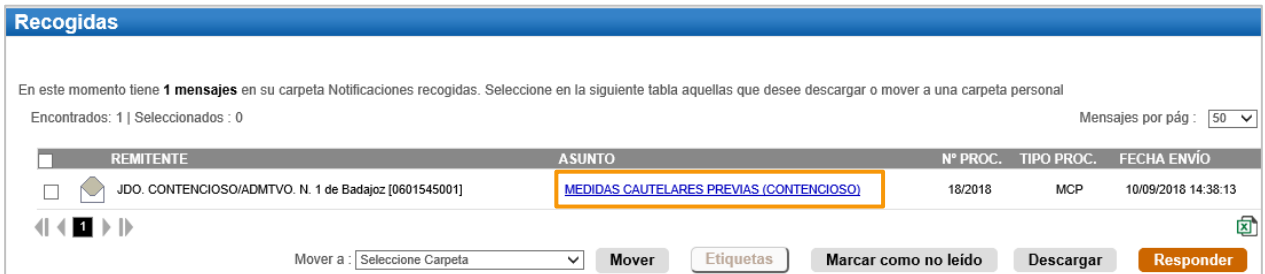 Recogidas
En este momento tiene 1 mensajes en su carpeta Notificaciones recogidas. Seleccione en la siguiente tabla aquellas que desee descargar o mover a una carpeta personal
Encontrados: 1 | Seleccionados : 0 Mensajes por pág : 50
REMITENTE ASUNTO Nº PROC. TIPO PROC. FECHA ENVÍO
JDO. CONTENCIOSO/ADMTVO. N. 1 de Badajoz [0601545001] MEDIDAS CAUTELARES PREVIAS (CONTENCIOSO) 18/2018 MCP 10/09/2018 14:38:13
1
Mover a : Seleccione Carpeta Mover Etiquetas Marcar como no leído Descargar Responder